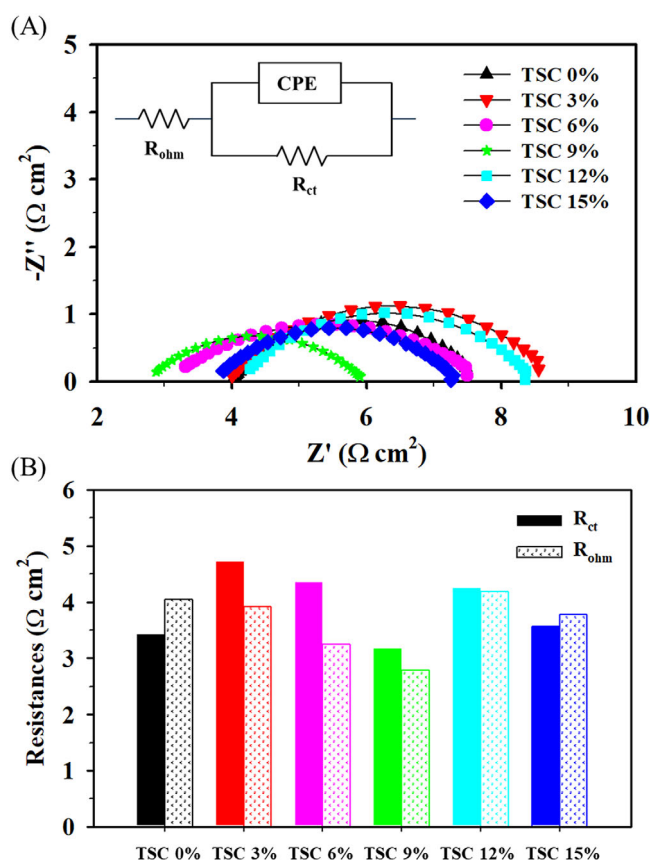 (A)
5
4
3
2
1
0
-Z'' (Ω cm²)
CPE
R_ohm
R_ct
TSC 0%
TSC 3%
TSC 6%
TSC 9%
TSC 12%
TSC 15%
2 4 6 8 10
Z' (Ω cm²)
(B)
6
5
4
3
2
1
0
Resistances (Ω cm²)
R_ct
R_ohm
TSC 0% TSC 3% TSC 6% TSC 9% TSC 12% TSC 15%